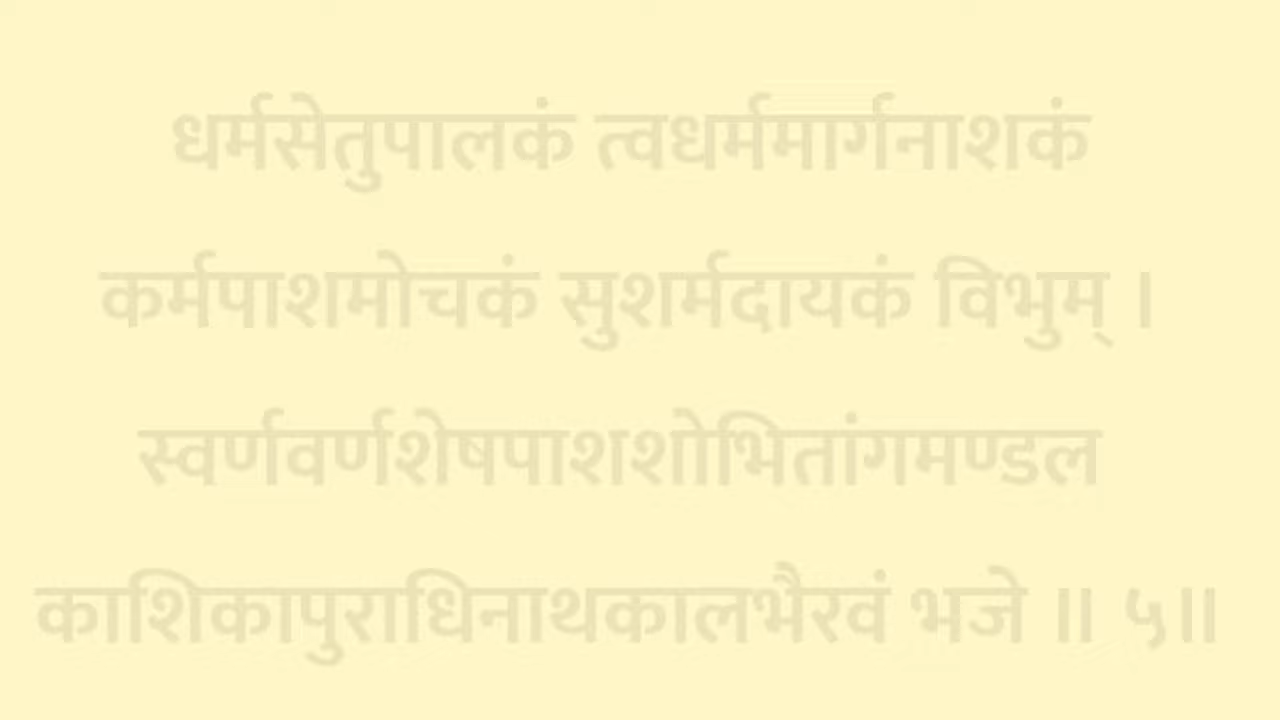 धर्मसेतुपालकं त्वधर्ममार्गनाशकं
कर्मपाशमोचकं सुशर्मदायकं विभुम् ।
स्वर्णवर्णशेषपाशशोभितांगमण्डल
काशिकापुराधिनाथकालभैरवं भजे ॥ ५॥